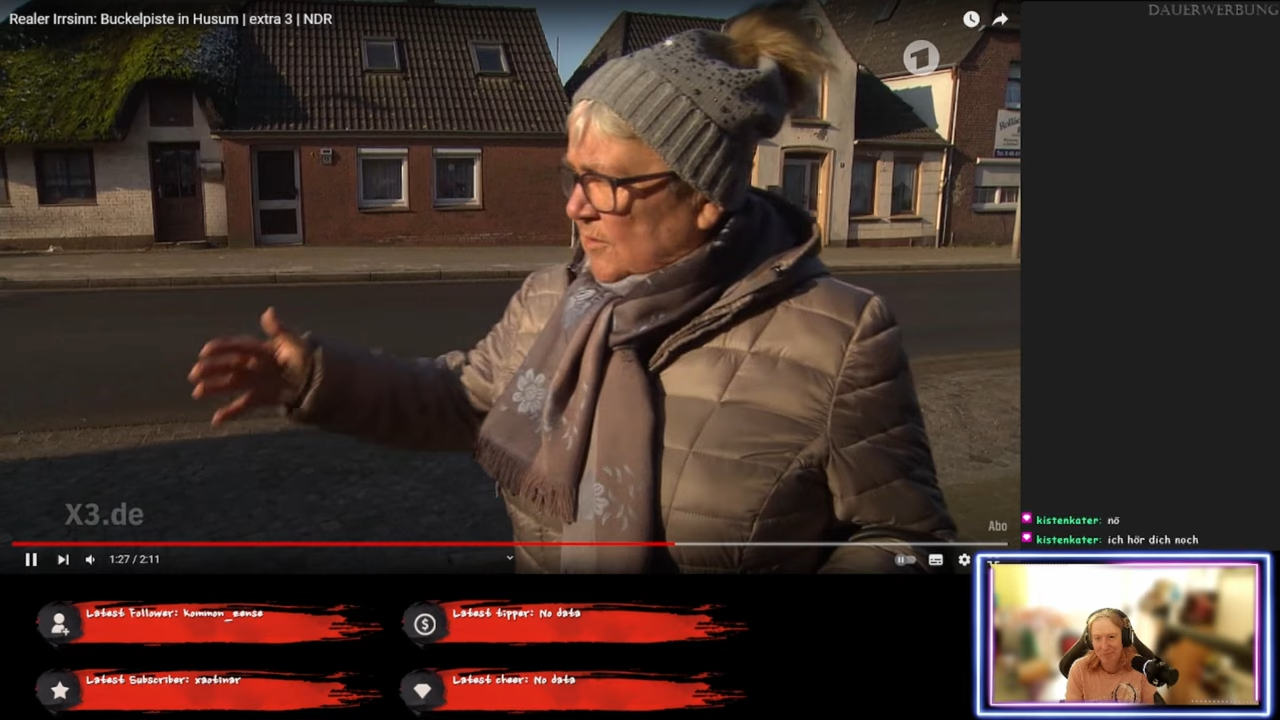 Realer Irrsinn: Buckelpiste in Husum | extra 3 | NDR
DAUERWERBUNG
X3.de
Abo
1:27 / 2:11
kistenkater: nö
kistenkater: ich hör dich noch
Latest Follower: kommon_sense
Latest tipper: No data
Latest Subscriber: xaotinar
Latest cheer: No data